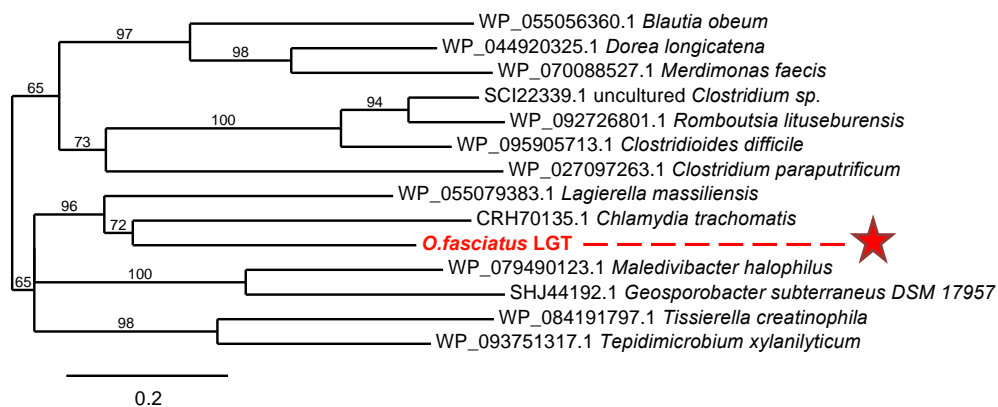 WP_055056360.1 Blautia obeum
97
WP_044920325.1 Dorea longicatena
98
WP_070088527.1 Merdimonas faecis
65
SCI22339.1 uncultured Clostridium sp.
94
WP_092726801.1 Romboutsia lituseburensis
100
WP_095905713.1 Clostridioides difficile
73
WP_027097263.1 Clostridium paraputrificum
WP_055079383.1 Lagierella massiliensis
96
CRH70135.1 Chlamydia trachomatis
72
O.fasciatus LGT
WP_079490123.1 Maledivibacter halophilus
100
65
SHJ44192.1 Geosporobacter subterraneus DSM 17957
WP_084191797.1 Tissierella creatinophila
98
WP_093751317.1 Tepidimicrobium xylanilyticum
0.2